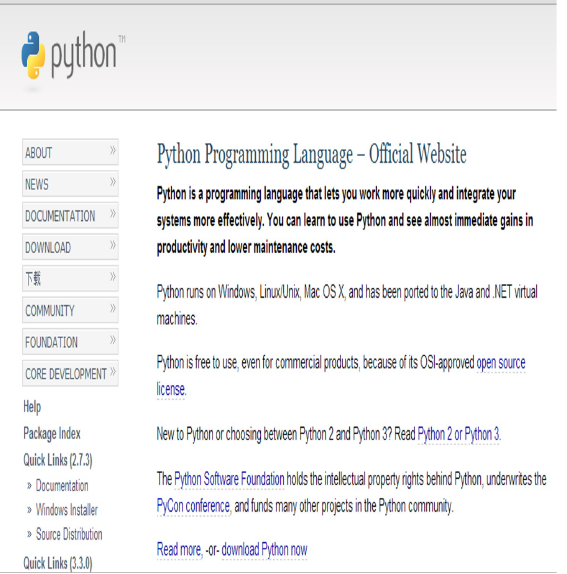 python™
ABOUT »
NEWS »
DOCUMENTATION »
DOWNLOAD »
下载 »
COMMUNITY »
FOUNDATION »
CORE DEVELOPMENT »
Help
Package Index
Quick Links (2.7.3)
» Documentation
» Windows Installer
» Source Distribution
Quick Links (3.3.0)
Python Programming Language – Official Website
Python is a programming language that lets you work more quickly and integrate your
systems more effectively. You can learn to use Python and see almost immediate gains in
productivity and lower maintenance costs.
Python runs on Windows, Linux/Unix, Mac OS X, and has been ported to the Java and .NET virtual
machines.
Python is free to use, even for commercial products, because of its OSI-approved open source
license.
New to Python or choosing between Python 2 and Python 3? Read Python 2 or Python 3.
The Python Software Foundation holds the intellectual property rights behind Python, underwrites the
PyCon conference, and funds many other projects in the Python community.
Read more, -or- download Python now